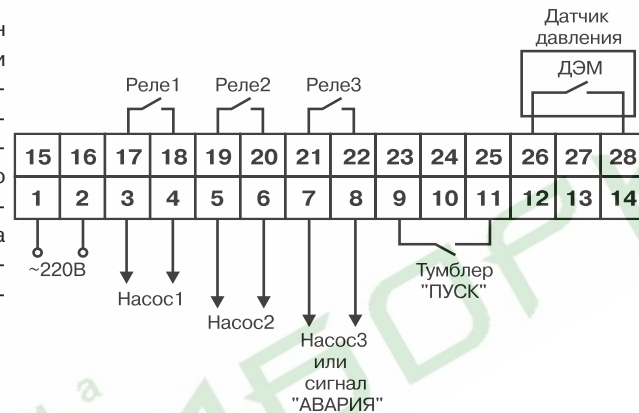 Датчик
давления
ДЭМ
Реле1 Реле2 Реле3
15 16 17 18 19 20 21 22 23 24 25 26 27 28
1 2 3 4 5 6 7 8 9 10 11 12 13 14
~220В
Насос1
Насос2
Насос3
или
сигнал
"АВАРИЯ"
Тумблер
"ПУСК"